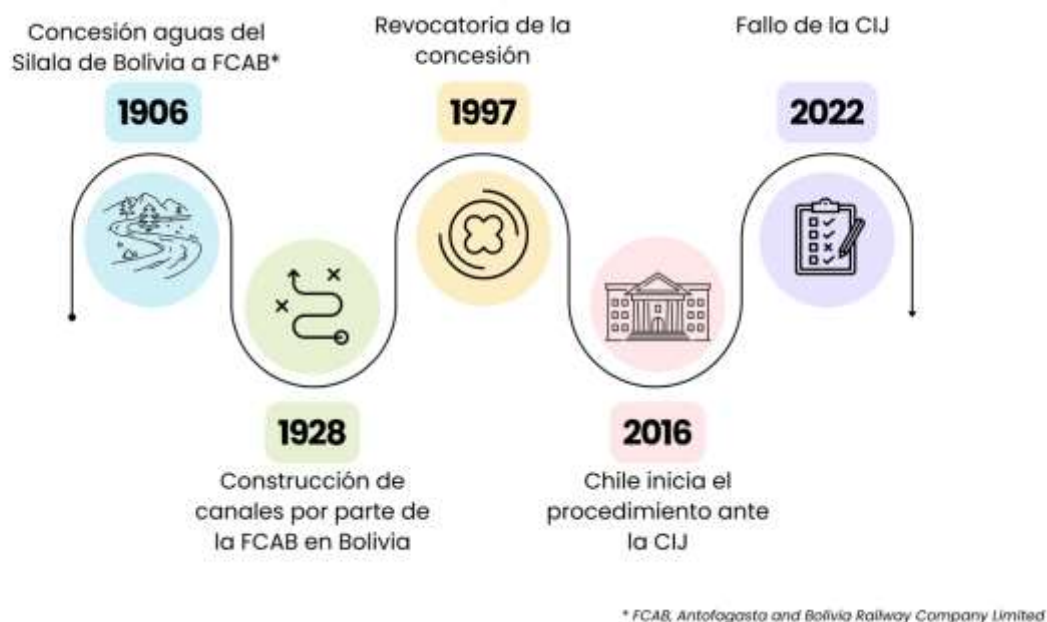 Concesión aguas del
Silala de Bolivia a FCAB*
1906
1928
Construcción de
canales por parte de
la FCAB en Bolivia
Revocatoria de la
concesión
1997
2016
Chile inicia el
procedimiento ante
la CIJ
Fallo de la CIJ
2022
* FCAB, Antofagasta and Bolivia Railway Company Limited